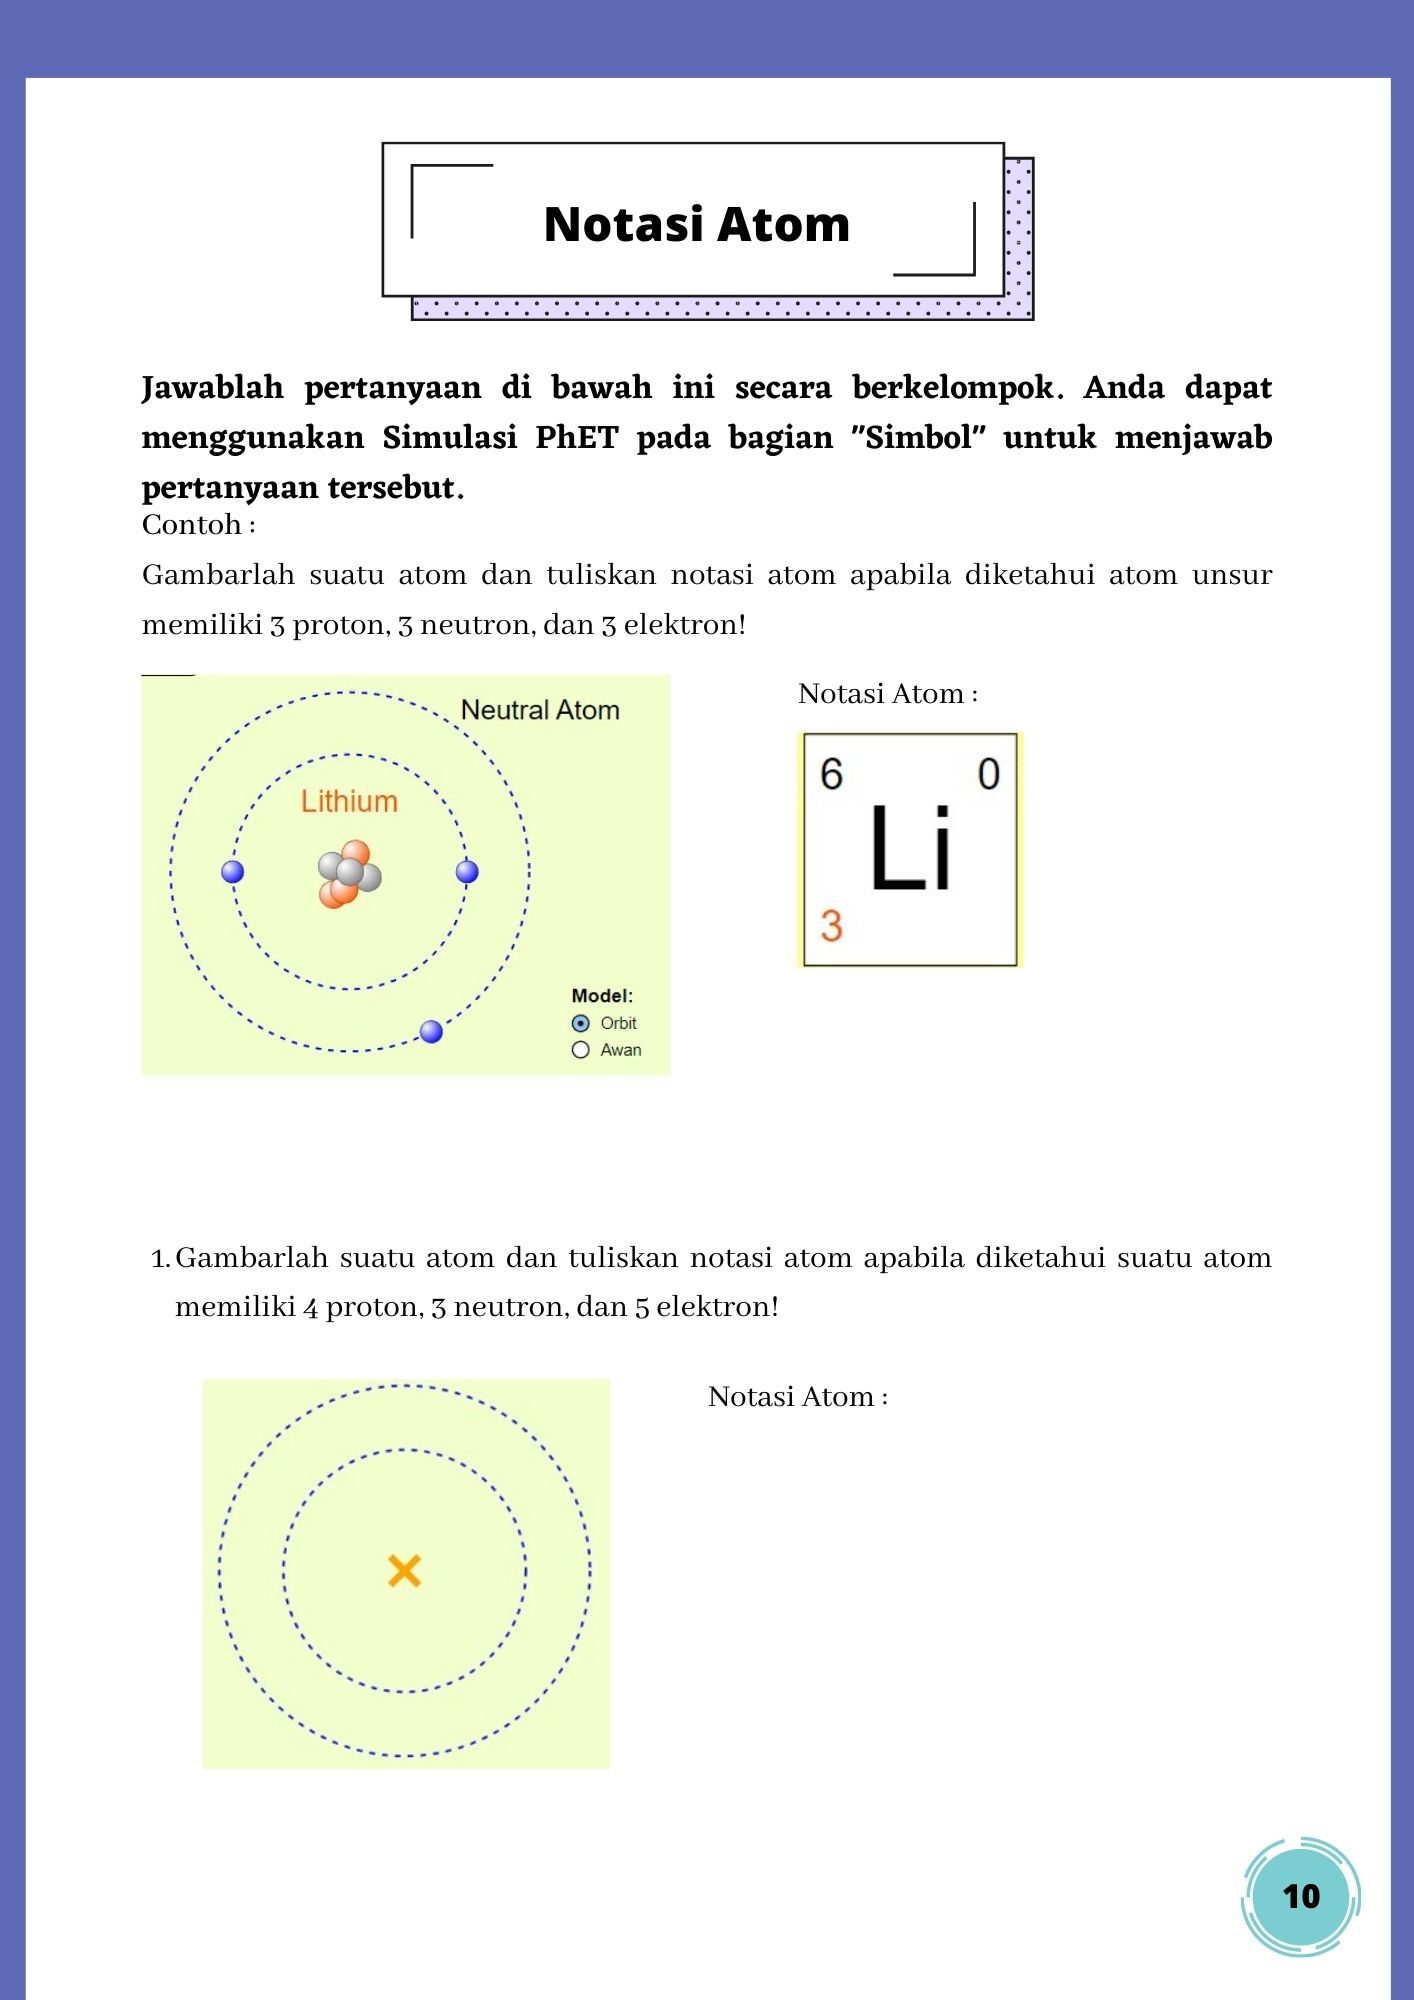 Notasi Atom
Jawablah pertanyaan di bawah ini secara berkelompok. Anda dapat
menggunakan Simulasi PhET pada bagian "Simbol" untuk menjawab
pertanyaan tersebut.
Contoh :
Gambarlah suatu atom dan tuliskan notasi atom apabila diketahui atom unsur
memiliki 3 proton, 3 neutron, dan 3 elektron!
Neutral Atom
Lithium
Model:
Orbit
Awan
Notasi Atom :
6 0
Li
3
1. Gambarlah suatu atom dan tuliskan notasi atom apabila diketahui suatu atom
memiliki 4 proton, 3 neutron, dan 5 elektron!
Notasi Atom :
10